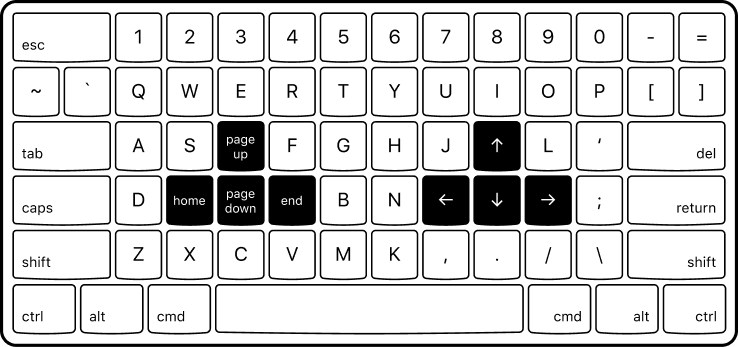 esc 1 2 3 4 5 6 7 8 9 0 - =
~ ` Q W E R T Y U I O P [ ]
tab A S page up F G H J ↑ L ' del
caps D home page down end B N ← ↓ → ; return
shift Z X C V M K , . / \ shift
ctrl alt cmd cmd alt ctrl